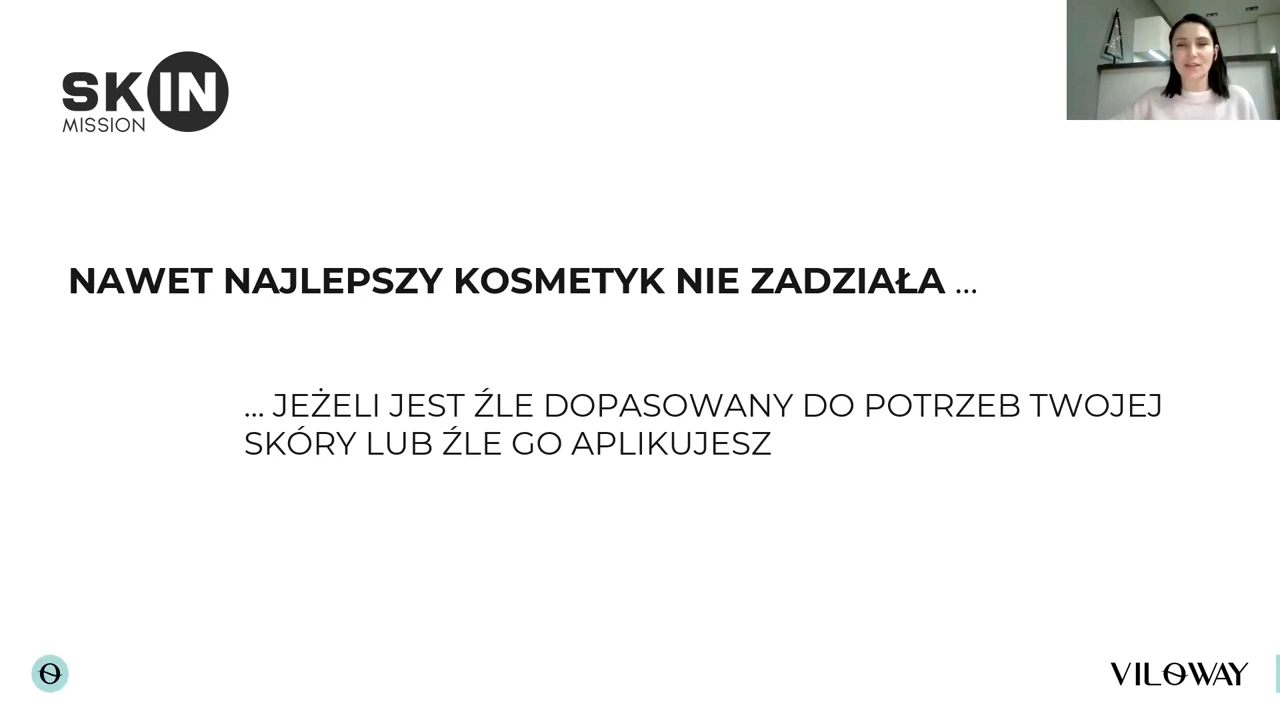 SKIN
MISSION
NAWET NAJLEPSZY KOSMETYK NIE ZADZIAŁA ...
... JEŻELI JEST ŹLE DOPASOWANY DO POTRZEB TWOJEJ
SKÓRY LUB ŹLE GO APLIKUJESZ
VILOWAY